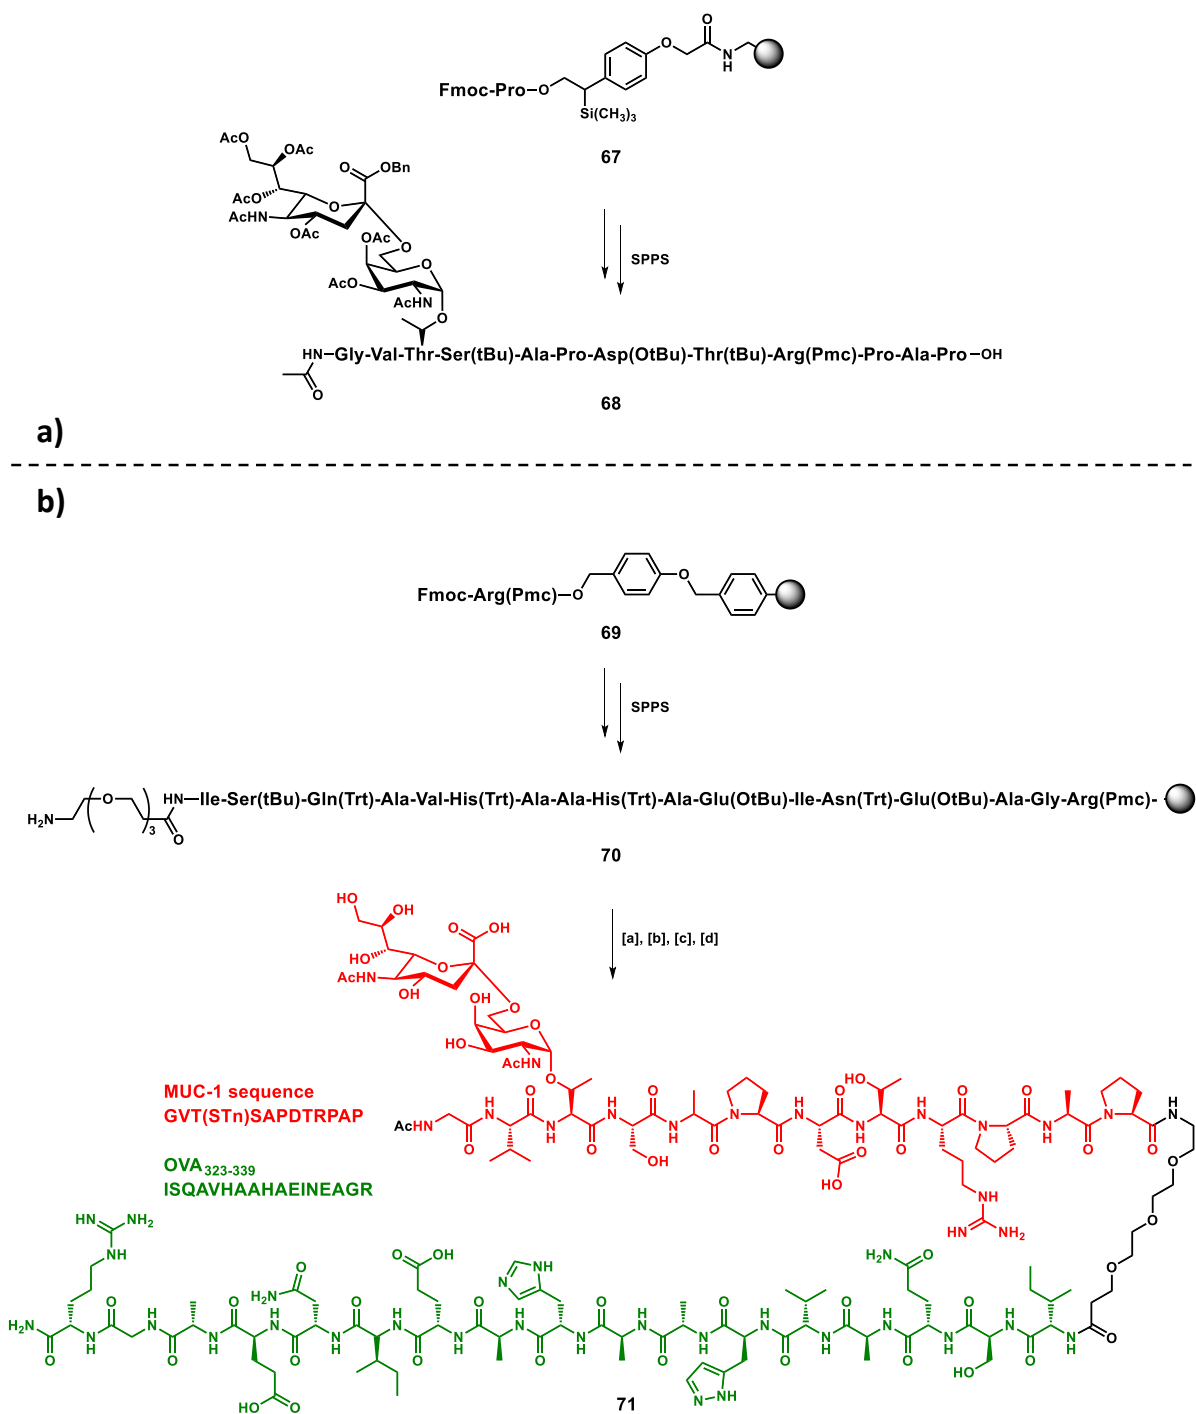 O
O
N
H
Fmoc-Pro
O
Si(CH3)3
67
AcO
OAc
O
OBn
AcO
O
AcHN
OAc
OAc
O
O
AcO
AcHN
O
SPPS
HN-Gly-Val-Thr-Ser(tBu)-Ala-Pro-Asp(OtBu)-Thr(tBu)-Arg(Pmc)-Pro-Ala-Pro-OH
O
68
a)
b)
Fmoc-Arg(Pmc)-O
O
69
SPPS
H2N
O
3
O
HN-Ile-Ser(tBu)-Gln(Trt)-Ala-Val-His(Trt)-Ala-Ala-His(Trt)-Ala-Glu(OtBu)-Ile-Asn(Trt)-Glu(OtBu)-Ala-Gly-Arg(Pmc)-
70
[a], [b], [c], [d]
HO
OH
O
OH
HO
O
AcHN
OH
OH
O
O
HO
AcHN
O
MUC-1 sequence
GVT(STn)SAPDTRPAP
OVA323-339
ISQAVHAAHAEINEAGR
AcHN
O
H
N
O
N
H
O
H
N
OH
O
N
H
O
N
O
H
N
O
O
HO
N
H
HO
O
H
N
O
N
O
N
H
O
N
O
H
N
NH
HN
NH2
O
O
O
O
HN
NH2
NH
H2N
O
N
H
O
H
N
O
N
H
O
HO
O
H
N
O
H2N
O
N
H
O
H
N
O
OH
O
N
H
O
H
N
O
N
NH
N
H
O
H
N
O
N
H
O
N
NH
H
N
O
N
H
O
H
N
O
H2N
O
N
H
O
HO
H
N
O
N
H
71